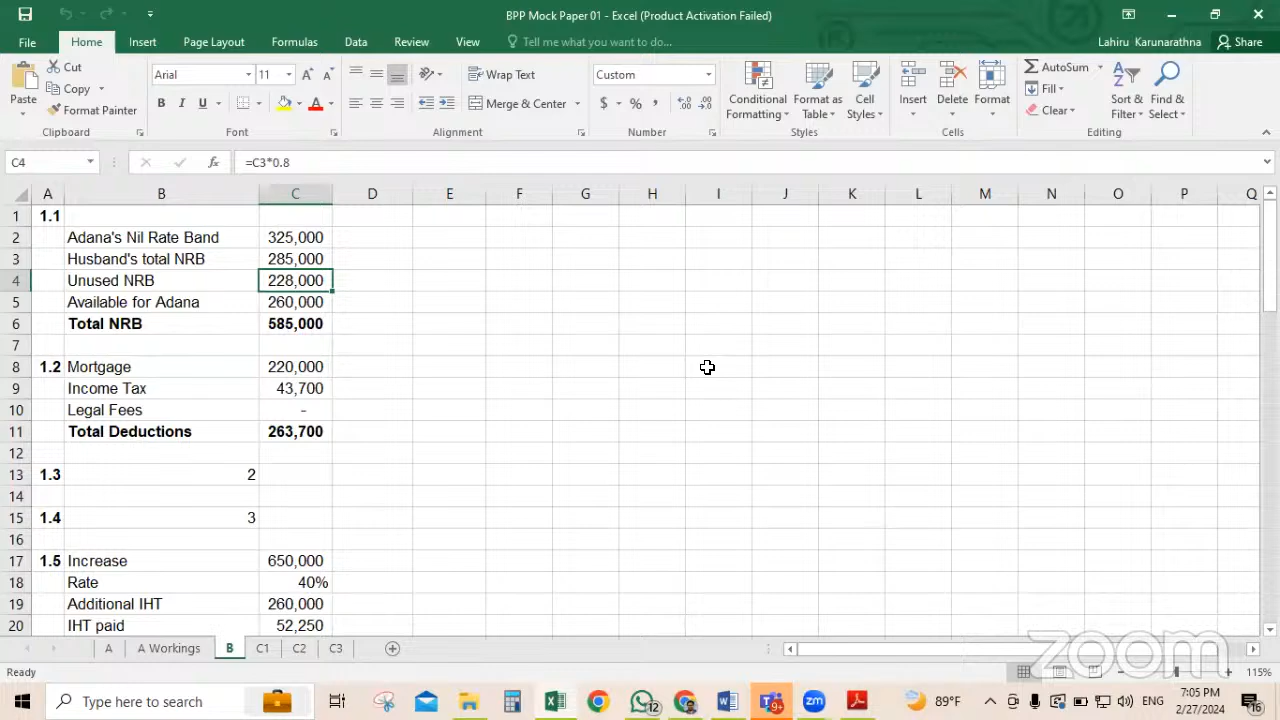 BPP Mock Paper 01 - Excel (Product Activation Failed)
File Home Insert Page Layout Formulas Data Review View Tell me what you want to do... Lahiru Karunarathna Share
Paste Cut Copy Format Painter Clipboard
Arial 11 B I U A Font
Wrap Text Merge & Center Alignment
Custom $ % , Number
Conditional Formatting Format as Table Cell Styles Styles
Insert Delete Format Cells
AutoSum Fill Clear Sort & Filter Find & Select Editing
C4 fx =C3*0.8
A B C D E F G H I J K L M N O P Q
1 1.1
2 Adana's Nil Rate Band 325,000
3 Husband's total NRB 285,000
4 Unused NRB 228,000
5 Available for Adana 260,000
6 Total NRB 585,000
7
8 1.2 Mortgage 220,000
9 Income Tax 43,700
10 Legal Fees -
11 Total Deductions 263,700
12
13 1.3 2
14
15 1.4 3
16
17 1.5 Increase 650,000
18 Rate 40%
19 Additional IHT 260,000
20 IHT paid 52,250
A A Workings B C1 C2 C3
zoom
Ready 115%
Type here to search 12 9+ 89°F ENG 7:05 PM
2/27/2024 16